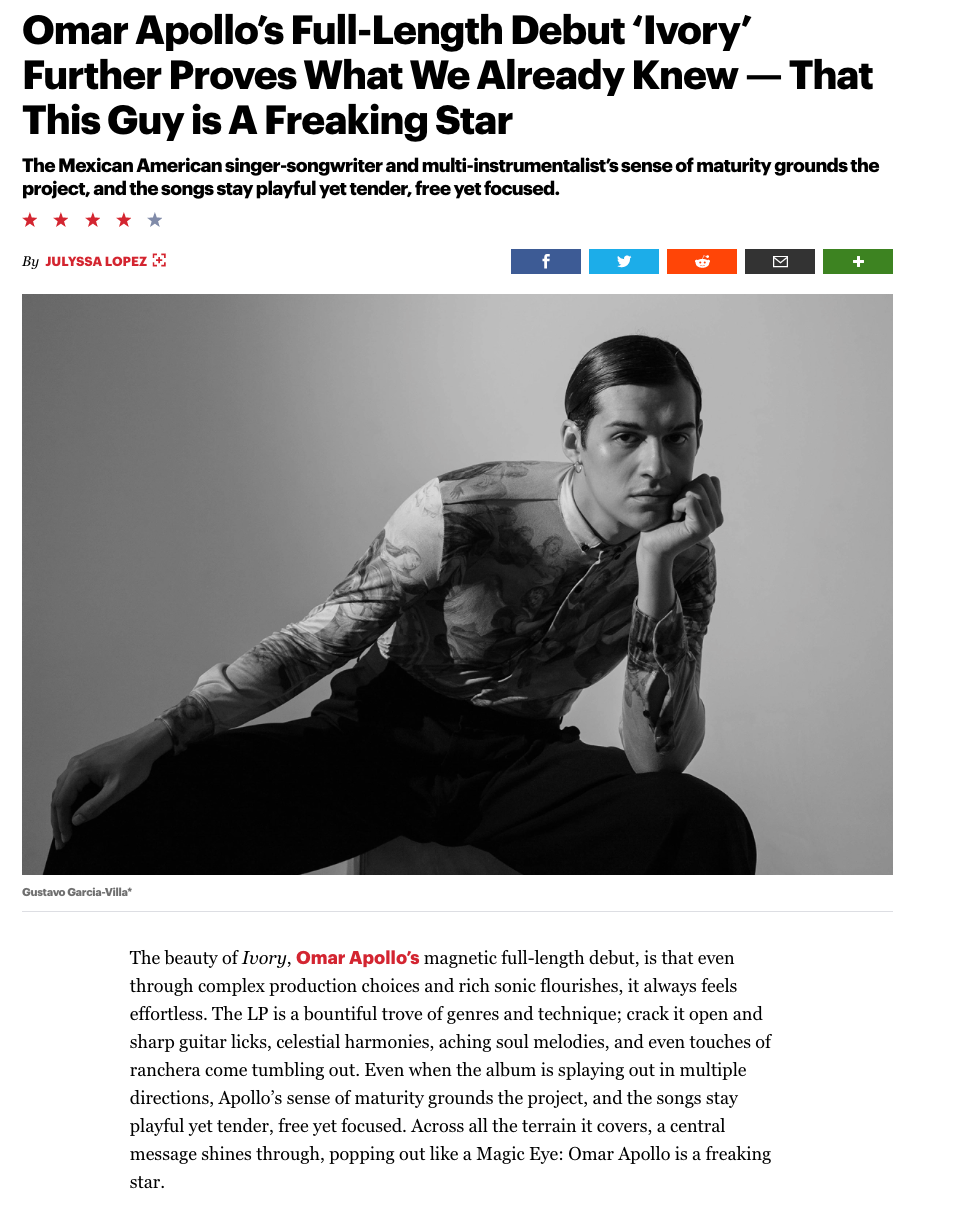 Omar Apollo’s Full-Length Debut ‘Ivory’
Further Proves What We Already Knew — That
This Guy is A Freaking Star
The Mexican American singer-songwriter and multi-instrumentalist’s sense of maturity grounds the
project, and the songs stay playful yet tender, free yet focused.
By JULYSSA LOPEZ
Gustavo Garcia-Villa*
The beauty of Ivory, Omar Apollo’s magnetic full-length debut, is that even
through complex production choices and rich sonic flourishes, it always feels
effortless. The LP is a bountiful trove of genres and technique; crack it open and
sharp guitar licks, celestial harmonies, aching soul melodies, and even touches of
ranchera come tumbling out. Even when the album is splaying out in multiple
directions, Apollo’s sense of maturity grounds the project, and the songs stay
playful yet tender, free yet focused. Across all the terrain it covers, a central
message shines through, popping out like a Magic Eye: Omar Apollo is a freaking
star.